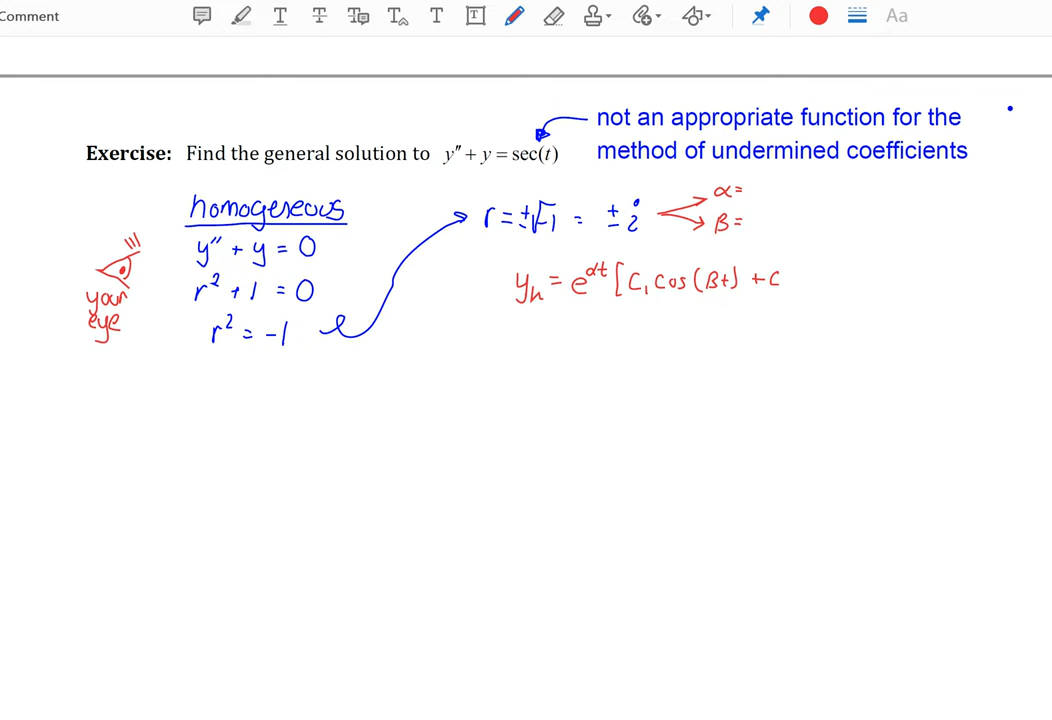 Comment
T T T T T T Aa
not an appropriate function for the
method of undermined coefficients
Exercise: Find the general solution to y″ + y = sec(t)
homogeneous
y″ + y = 0
r² + 1 = 0
r² = -1
r = ±√-1 = ± i
α =
β =
y_h = e^{αt} [C₁ cos(βt) + C
your
eye